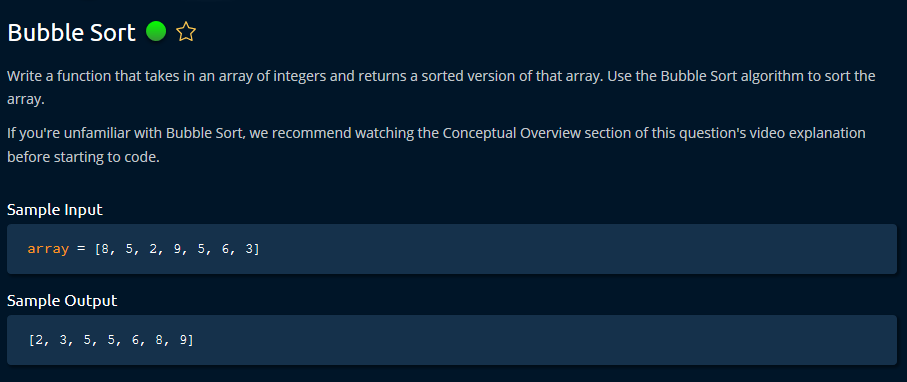 Bubble Sort
Write a function that takes in an array of integers and returns a sorted version of that array. Use the Bubble Sort algorithm to sort the
array.
If you're unfamiliar with Bubble Sort, we recommend watching the Conceptual Overview section of this question's video explanation
before starting to code.
Sample Input
array = [8, 5, 2, 9, 5, 6, 3]
Sample Output
[2, 3, 5, 5, 6, 8, 9]